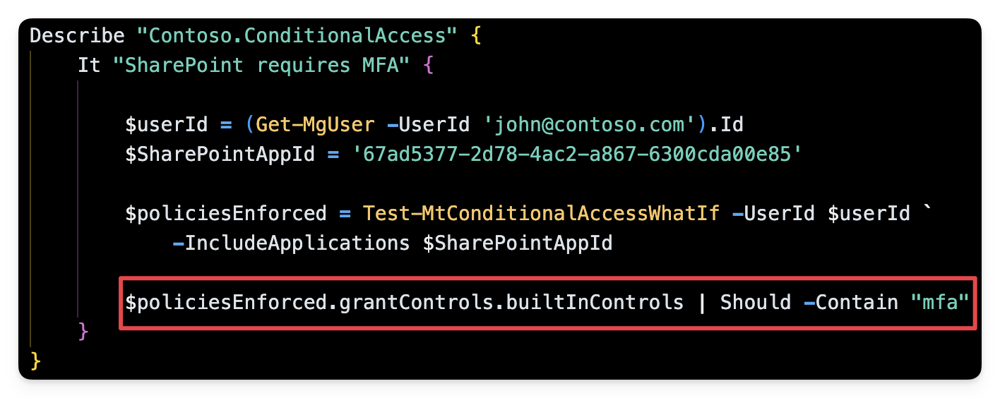 Describe "Contoso.ConditionalAccess" {
    It "SharePoint requires MFA" {
        $userId = (Get-MgUser -UserId 'john@contoso.com').Id
        $SharePointAppId = '67ad5377-2d78-4ac2-a867-6300cda00e85'
        $policiesEnforced = Test-MtConditionalAccessWhatIf -UserId $userId `
            -IncludeApplications $SharePointAppId
        $policiesEnforced.grantControls.builtInControls | Should -Contain "mfa"
    }
}